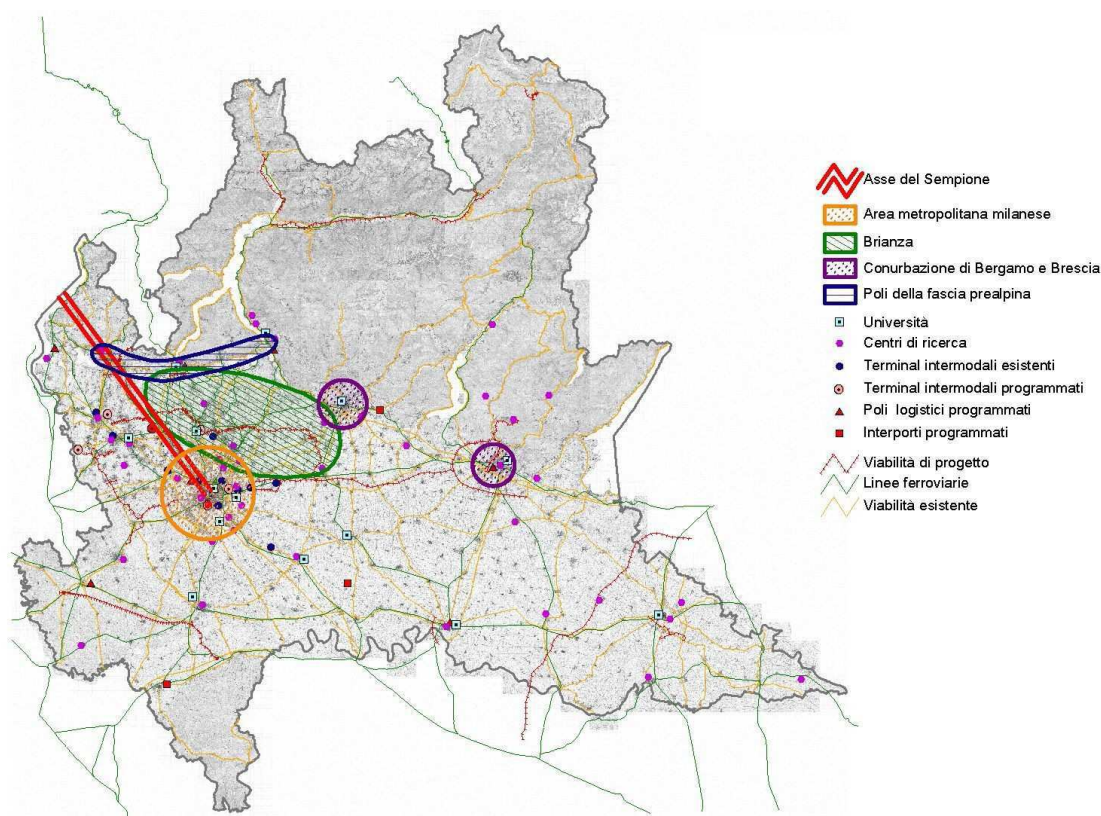 Asse del Sempione
Area metropolitana milanese
Brianza
Conurbazione di Bergamo e Brescia
Poli della fascia prealpina
Università
Centri di ricerca
Terminal intermodali esistenti
Terminal intermodali programmati
Poli logistici programmati
Interporti programmati
Viabilità di progetto
Linee ferroviarie
Viabilità esistente